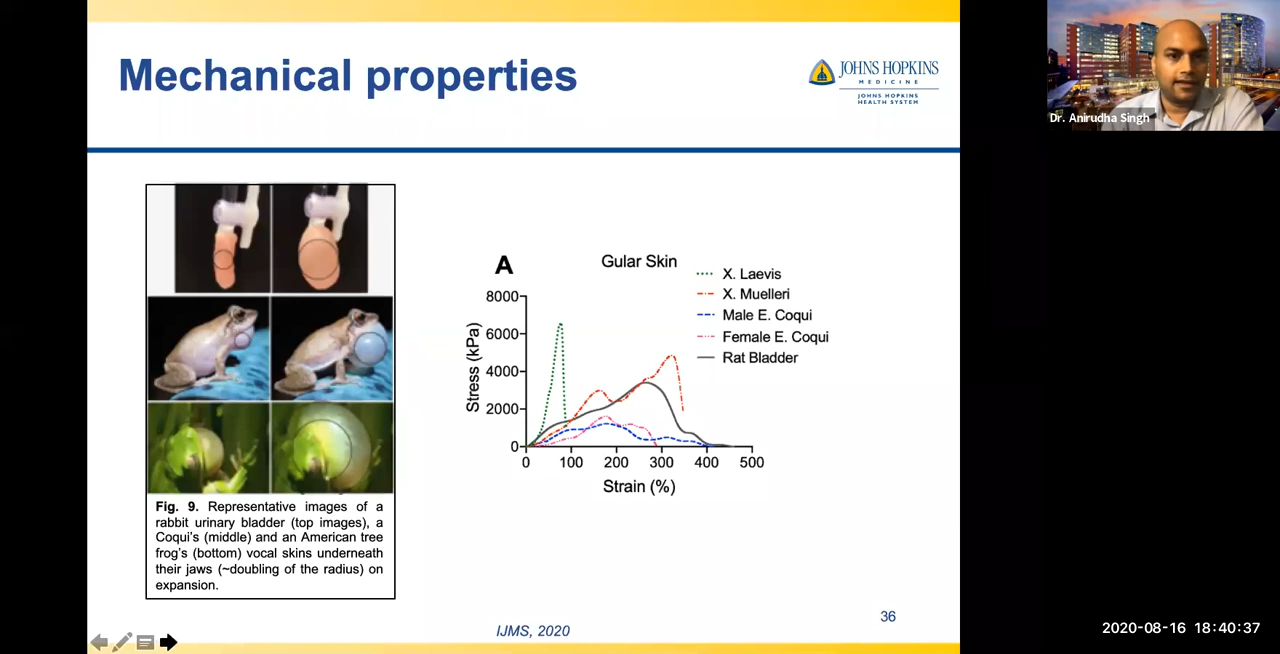 Mechanical properties
JOHNS HOPKINS
MEDICINE
JOHNS HOPKINS
HEALTH SYSTEM
Dr. Anirudha Singh
Fig. 9. Representative images of a
rabbit urinary bladder (top images), a
Coqui's (middle) and an American tree
frog's (bottom) vocal skins underneath
their jaws (~doubling of the radius) on
expansion.
A
Gular Skin
X. Laevis
X. Muelleri
Male E. Coqui
Female E. Coqui
Rat Bladder
Stress (kPa)
8000
6000
4000
2000
0
0 100 200 300 400 500
Strain (%)
IJMS, 2020
36
2020-08-16 18:40:37